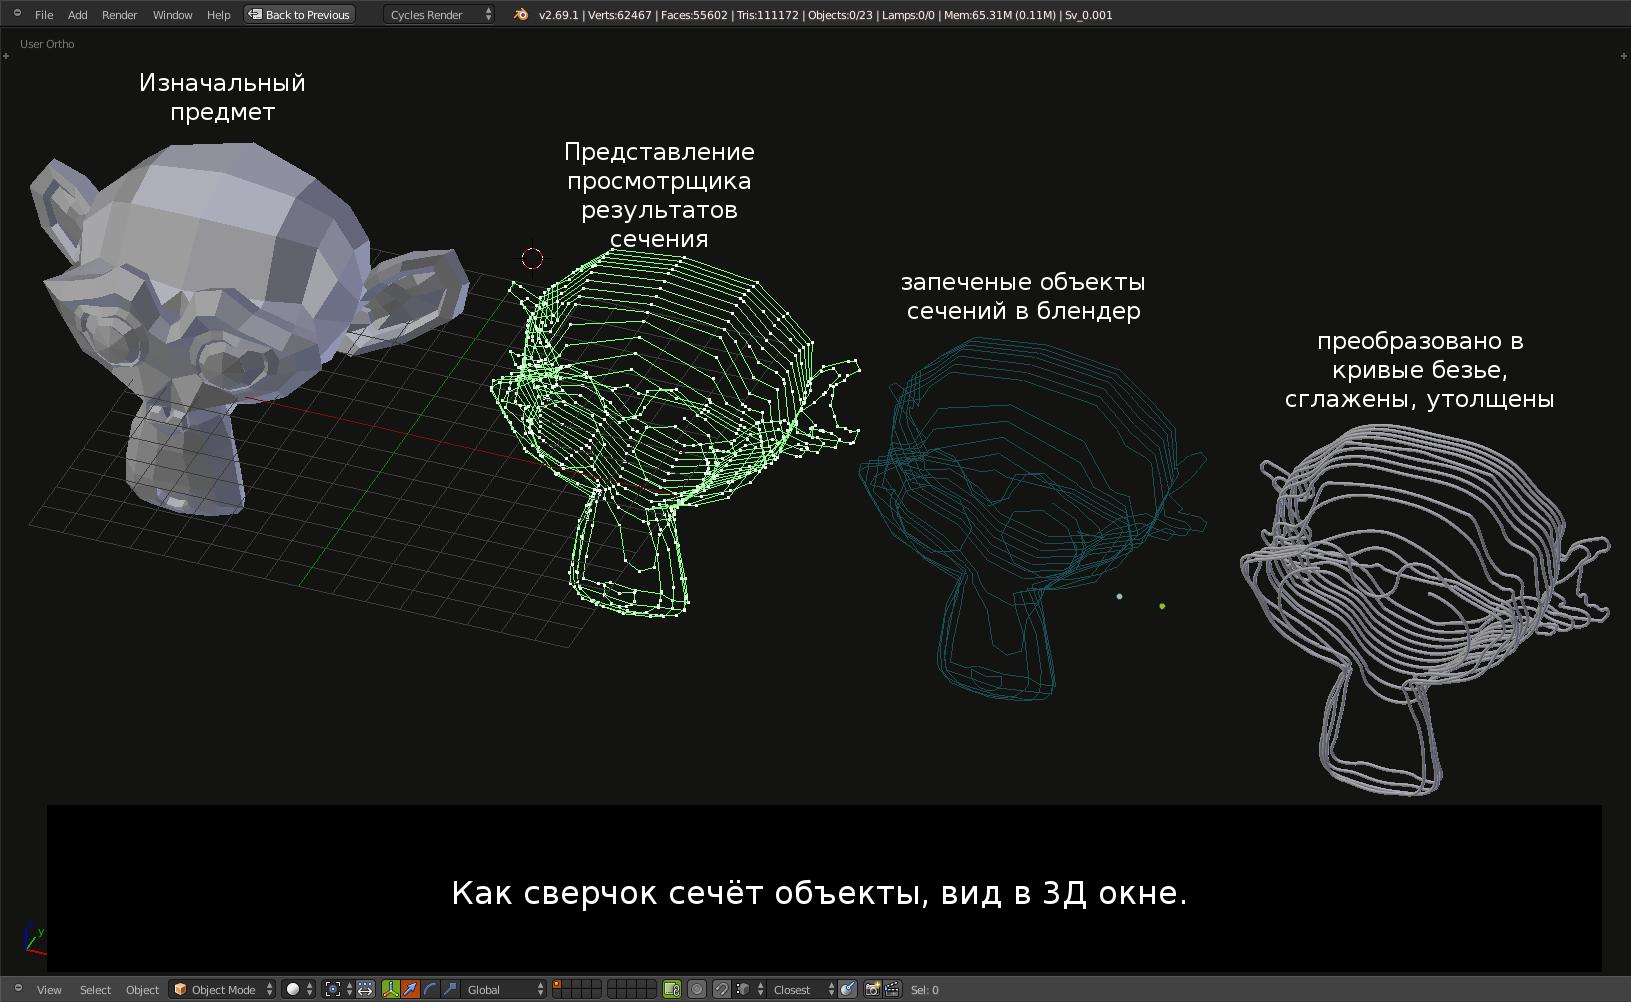 File Add Render Window Help Back to Previous Cycles Render v2.69.1 | Verts:62467 | Faces:55602 | Tris:111172 | Objects:0/23 | Lamps:0/0 | Mem:65.31M (0.11M) | Sv_0.001
User Ortho
Изначальный
предмет
Представление
просмотрщика
результатов
сечения
запеченые объекты
сечений в блендер
преобразовано в
кривые безье,
сглажены, утолщены
Как сверчок сечёт объекты, вид в 3Д окне.
y
View Select Object Object Mode Global Closest Sel: 0